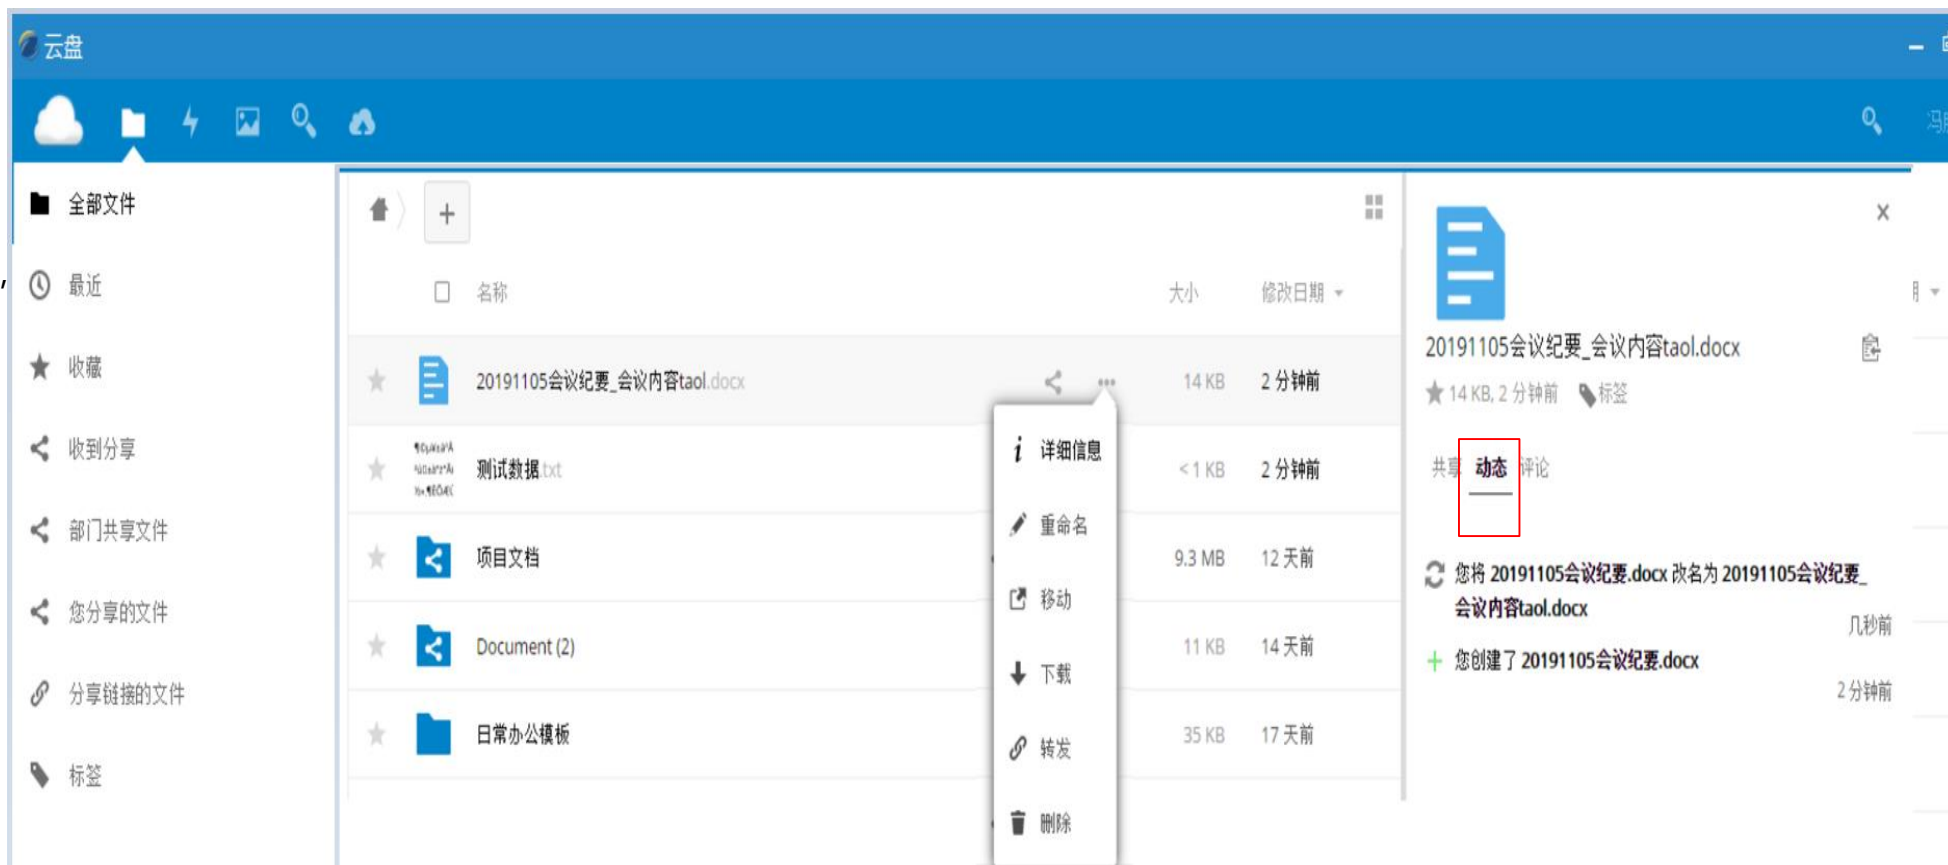 云盘
全部文件
最近
收藏
收到分享
部门共享文件
您分享的文件
分享链接的文件
标签
+
名称 大小 修改日期
20191105会议纪要_会议内容taol.docx 14 KB 2 分钟前
测试数据.txt < 1 KB 2 分钟前
项目文档 9.3 MB 12 天前
Document (2) 11 KB 14 天前
日常办公模板 35 KB 17 天前
详细信息
重命名
移动
下载
转发
删除
20191105会议纪要_会议内容taol.docx
14 KB, 2 分钟前 标签
共享 动态 评论
您将 20191105会议纪要.docx 改名为 20191105会议纪要_
会议内容taol.docx
几秒前
您创建了 20191105会议纪要.docx
2 分钟前